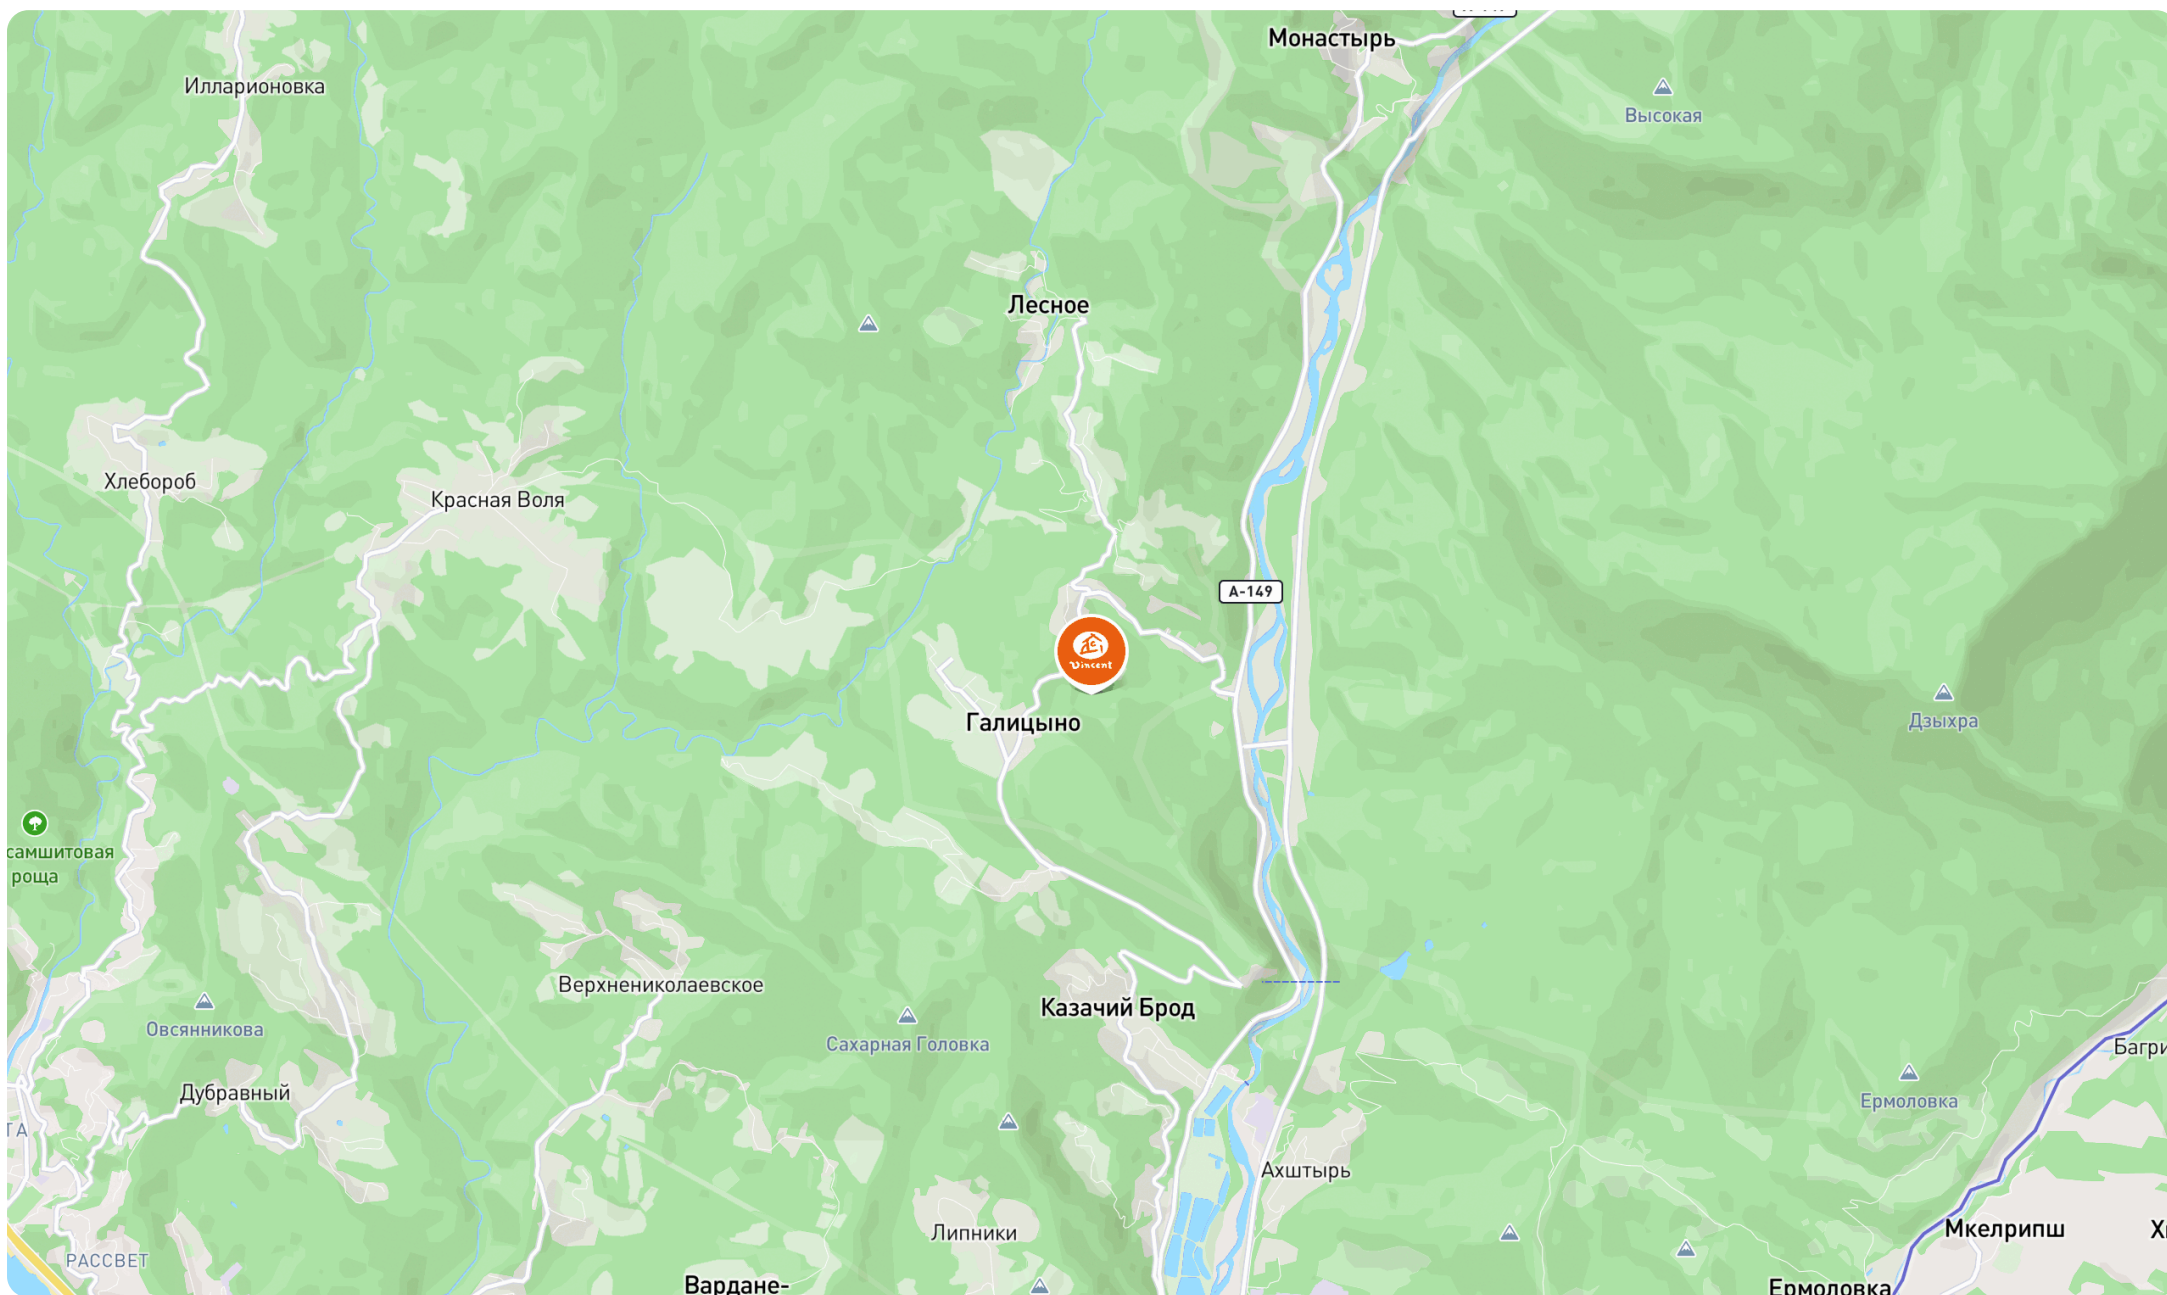 Монастырь
Илларионовка
Высокая
Лесное
Хлебороб
Красная Воля
А-149
Vincent
Галицыно
Дзыхра
самшитовая
роща
Верхнениколаевское
Казачий Брод
Овсянникова
Сахарная Головка
Багри
Дубравный
Ермоловка
ТА
Ахштырь
Липники
Мкелрипш
РАССВЕТ
Вардане-
Ермоловка